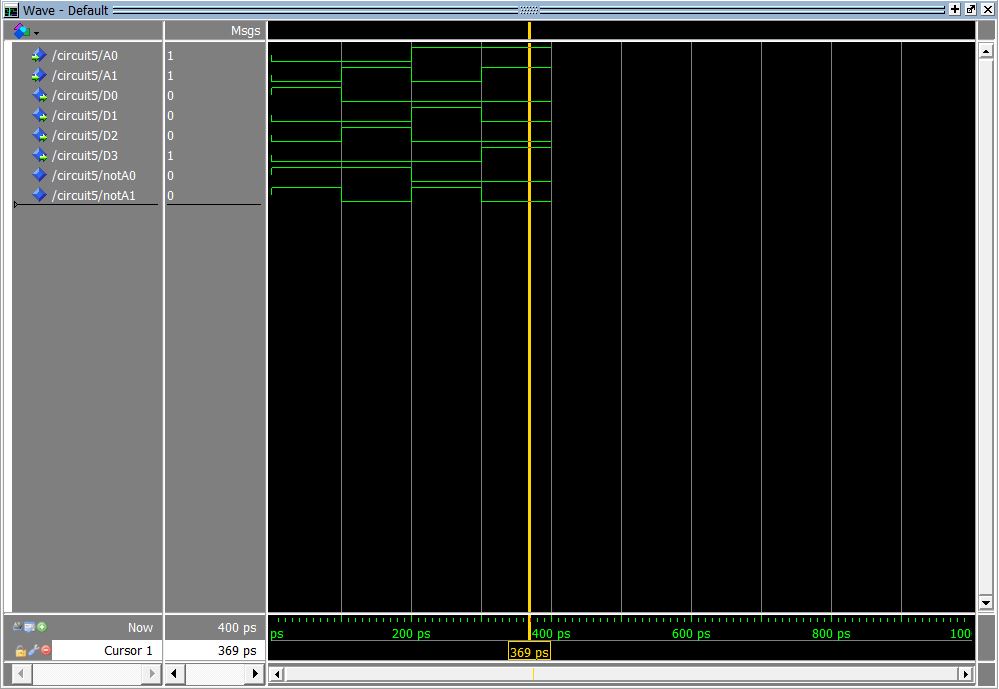 Wave - Default
Msgs
/circuit5/A0 1
/circuit5/A1 1
/circuit5/D0 0
/circuit5/D1 0
/circuit5/D2 0
/circuit5/D3 1
/circuit5/notA0 0
/circuit5/notA1 0
Now 400 ps ps 200 ps 400 ps 600 ps 800 ps 100
Cursor 1 369 ps 369 ps